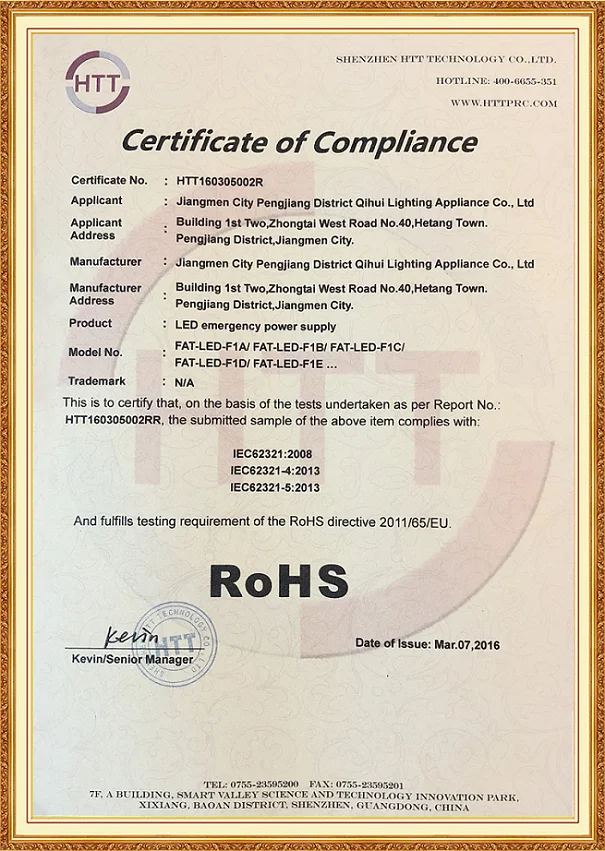 HTT
SHENZHEN HTT TECHNOLOGY CO.,LTD.
HOTLINE: 400-6655-351
WWW.HTTPRC.COM
Certificate of Compliance
Certificate No. : HTT160305002R
Applicant : Jiangmen City Pengjiang District Qihui Lighting Appliance Co., Ltd
Applicant Address : Building 1st Two,Zhongtai West Road No.40,Hetang Town.
Pengjiang District,Jiangmen City.
Manufacturer : Jiangmen City Pengjiang District Qihui Lighting Appliance Co., Ltd
Manufacturer Address : Building 1st Two,Zhongtai West Road No.40,Hetang Town.
Pengjiang District,Jiangmen City.
Product : LED emergency power supply
Model No. : FAT-LED-F1A/ FAT-LED-F1B/ FAT-LED-F1C/
FAT-LED-F1D/ FAT-LED-F1E ...
Trademark : N/A
This is to certify that, on the basis of the tests undertaken as per Report No.:
HTT160305002RR, the submitted sample of the above item complies with:
IEC62321:2008
IEC62321-4:2013
IEC62321-5:2013
And fulfills testing requirement of the RoHS directive 2011/65/EU.
RoHS
Kevin
HTT
Kevin/Senior Manager
Date of Issue: Mar.07,2016
TEL: 0755-23595200 FAX: 0755-23595201
7F, A BUILDING, SMART VALLEY SCIENCE AND TECHNOLOGY INNOVATION PARK,
XIXIANG, BAOAN DISTRICT, SHENZHEN, GUANGDONG, CHINA